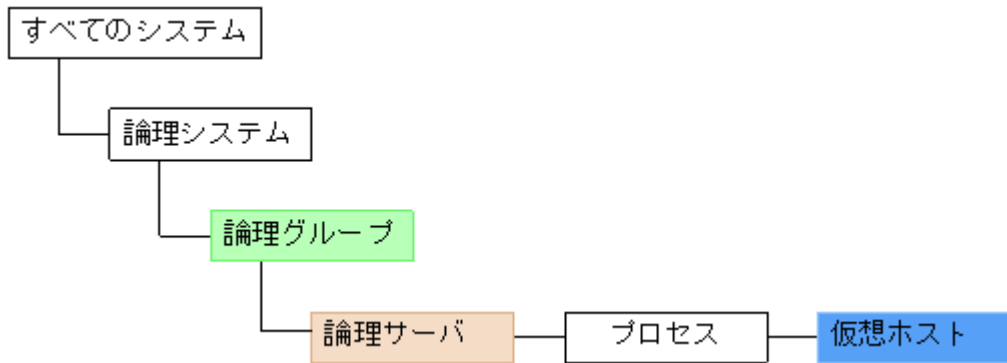 すべてのシステム
論理システム
論理グループ
論理サーバ
プロセス
仮想ホスト